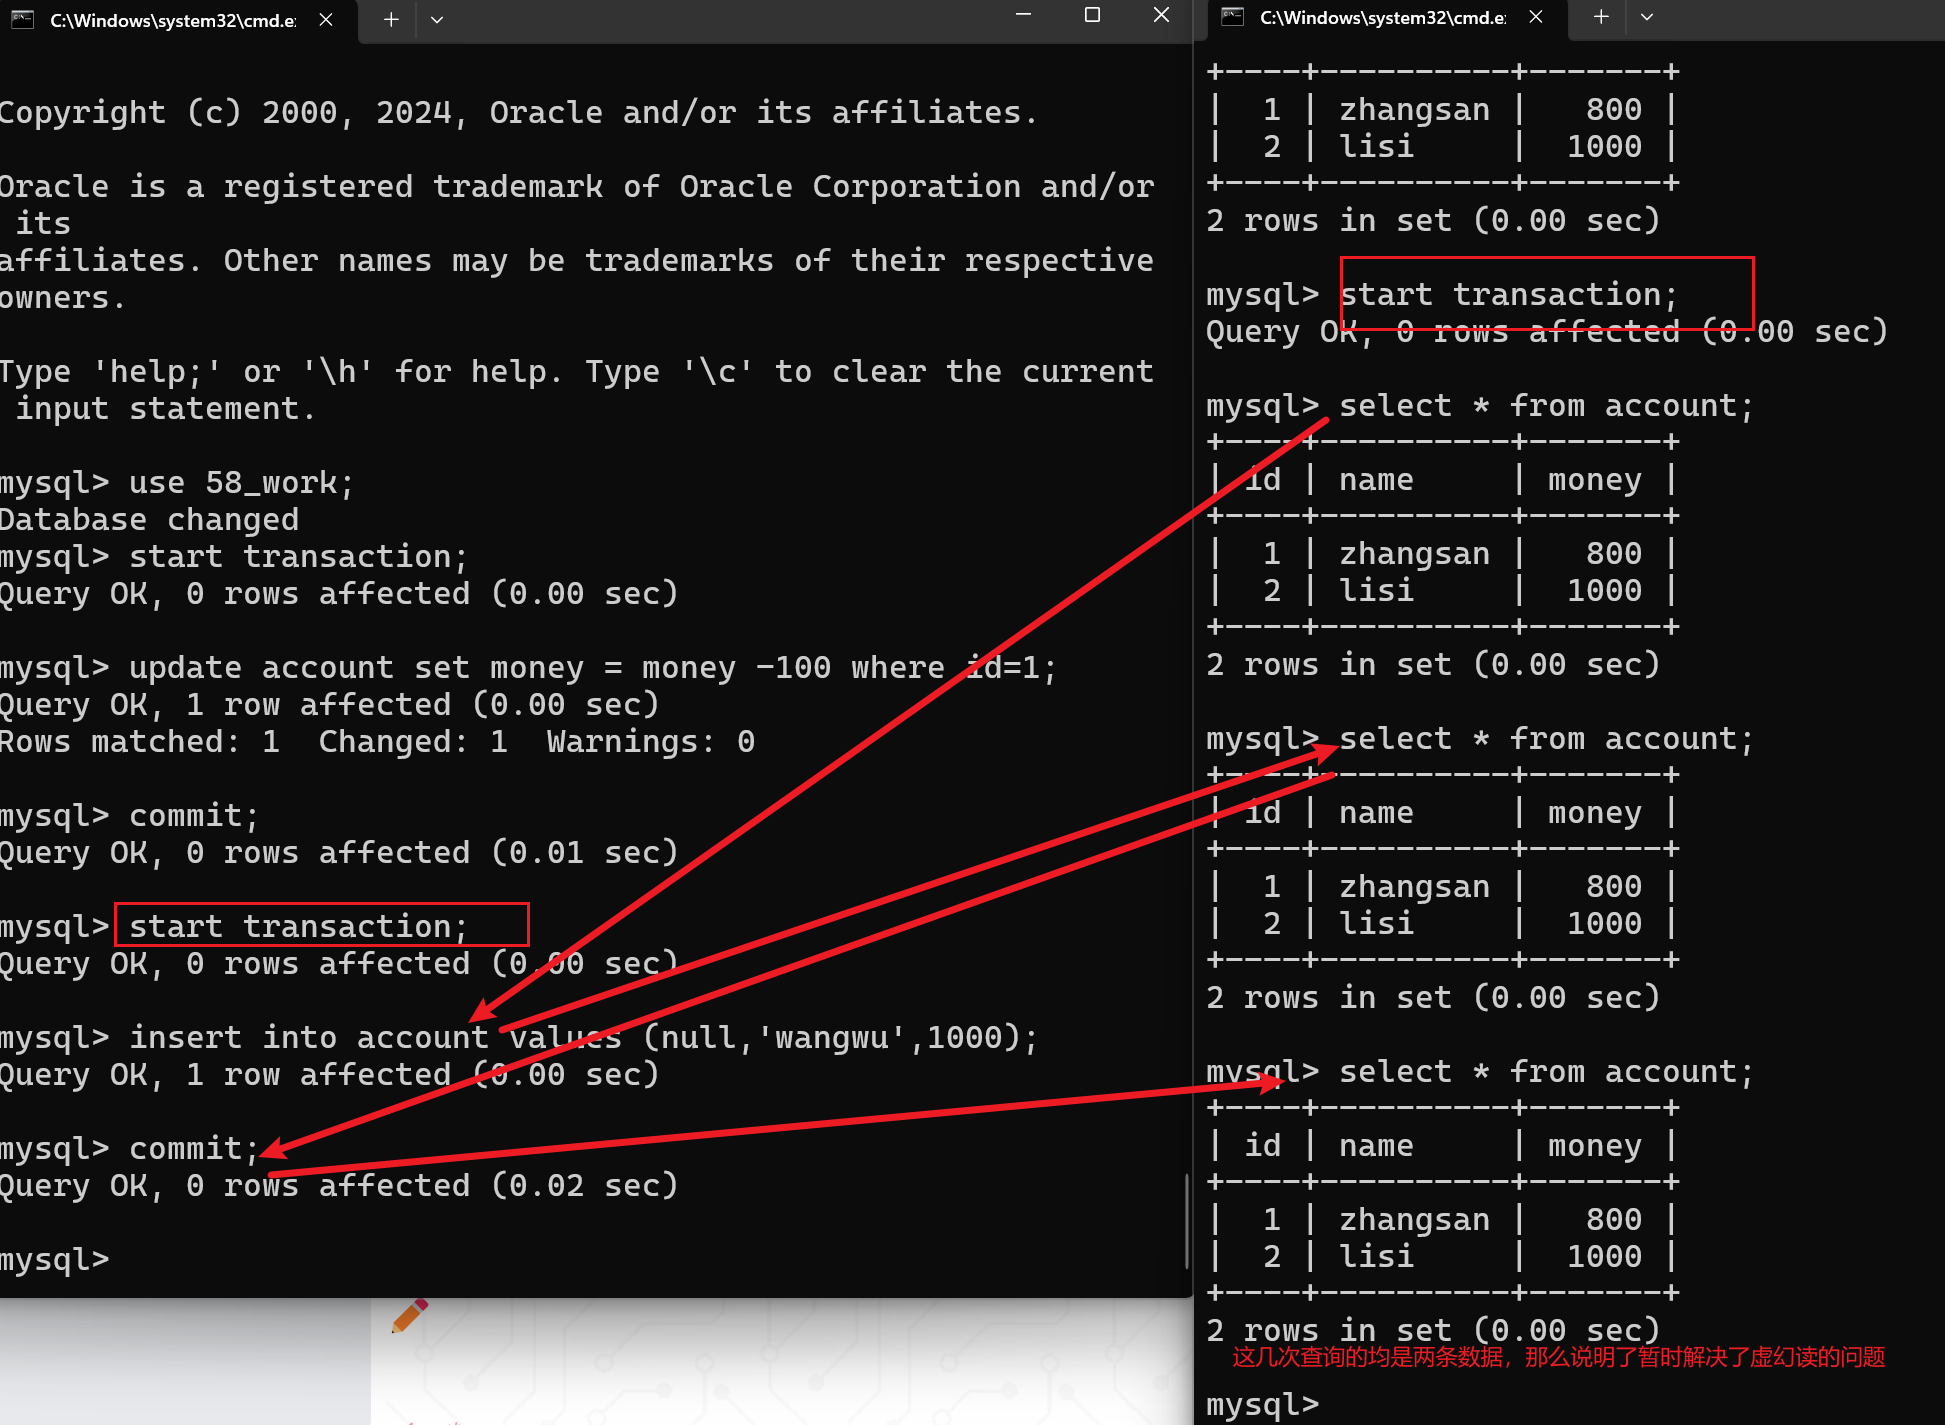 C:\Windows\system32\cmd.e:
Copyright (c) 2000, 2024, Oracle and/or its affiliates.
Oracle is a registered trademark of Oracle Corporation and/or
its
affiliates. Other names may be trademarks of their respective
owners.
Type 'help;' or '\h' for help. Type '\c' to clear the current
input statement.
mysql> use 58_work;
Database changed
mysql> start transaction;
Query OK, 0 rows affected (0.00 sec)
mysql> update account set money = money -100 where id=1;
Query OK, 1 row affected (0.00 sec)
Rows matched: 1  Changed: 1  Warnings: 0
mysql> commit;
Query OK, 0 rows affected (0.01 sec)
mysql> start transaction;
Query OK, 0 rows affected (0.00 sec)
mysql> insert into account values (null,'wangwu',1000);
Query OK, 1 row affected (0.00 sec)
mysql> commit;
Query OK, 0 rows affected (0.02 sec)
mysql>
C:\Windows\system32\cmd.e:
+----+----------+-------+
|  1 | zhangsan |   800 |
|  2 | lisi     |  1000 |
+----+----------+-------+
2 rows in set (0.00 sec)
mysql> start transaction;
Query OK, 0 rows affected (0.00 sec)
mysql> select * from account;
+----+----------+-------+
| id | name     | money |
+----+----------+-------+
|  1 | zhangsan |   800 |
|  2 | lisi     |  1000 |
+----+----------+-------+
2 rows in set (0.00 sec)
mysql> select * from account;
+----+----------+-------+
| id | name     | money |
+----+----------+-------+
|  1 | zhangsan |   800 |
|  2 | lisi     |  1000 |
+----+----------+-------+
2 rows in set (0.00 sec)
mysql> select * from account;
+----+----------+-------+
| id | name     | money |
+----+----------+-------+
|  1 | zhangsan |   800 |
|  2 | lisi     |  1000 |
+----+----------+-------+
2 rows in set (0.00 sec)
这几次查询的均是两条数据，那么说明了暂时解决了虚幻读的问题
mysql>